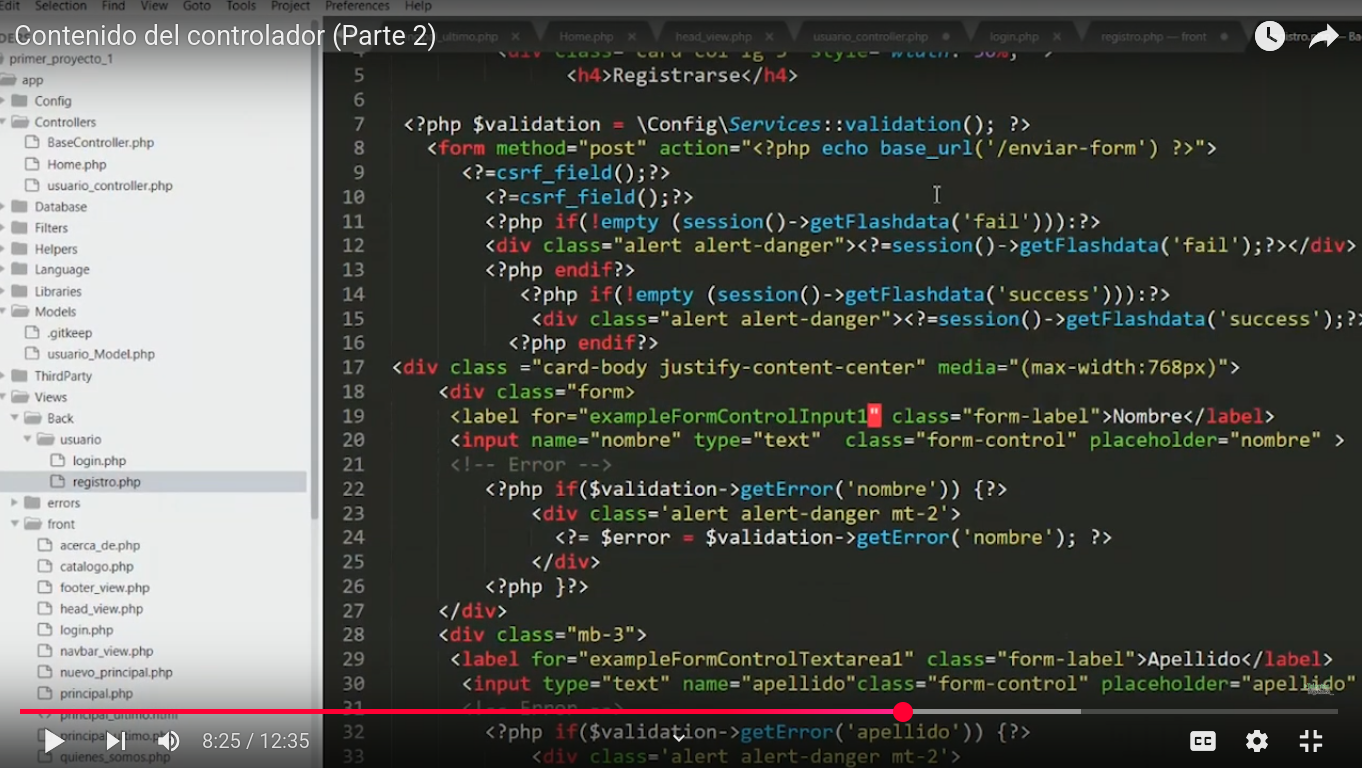 Edit Selection Find View Goto Tools Project Preferences Help
Contenido del controlador (Parte 2)
_ultimo.php
Home.php
head_view.php
usuario_controller.php
login.php
registro.php — front
primer_proyecto_1
app
Config
Controllers
BaseController.php
Home.php
usuario_controller.php
Database
Filters
Helpers
Language
Libraries
Models
.gitkeep
usuario_Model.php
ThirdParty
Views
Back
usuario
login.php
registro.php
errors
front
acerca_de.php
catalogo.php
footer_view.php
head_view.php
login.php
navbar_view.php
nuevo_principal.php
principal.php
principal_ultimo.html
quienes_somos.php
5 <h4>Registrarse</h4>
6
7 <?php $validation = \Config\Services::validation(); ?>
8 <form method="post" action="<?php echo base_url('/enviar-form') ?>">
9 <?=csrf_field();?>
10 <?=csrf_field();?>
11 <?php if(!empty (session()->getFlashdata('fail'))):?>
12 <div class="alert alert-danger"><?=session()->getFlashdata('fail');?></div>
13 <?php endif?>
14 <?php if(!empty (session()->getFlashdata('success'))):?>
15 <div class="alert alert-danger"><?=session()->getFlashdata('success');?>
16 <?php endif?>
17 <div class ="card-body justify-content-center" media="(max-width:768px)">
18 <div class="form>
19 <label for="exampleFormControlInput1" class="form-label">Nombre</label>
20 <input name="nombre" type="text" class="form-control" placeholder="nombre" >
21 <!-- Error -->
22 <?php if($validation->getError('nombre')) {?>
23 <div class='alert alert-danger mt-2'>
24 <?= $error = $validation->getError('nombre'); ?>
25 </div>
26 <?php }?>
27 </div>
28 <div class="mb-3">
29 <label for="exampleFormControlTextarea1" class="form-label">Apellido</label>
30 <input type="text" name="apellido"class="form-control" placeholder="apellido"
31 <!-- Error -->
32 <?php if($validation->getError('apellido')) {?>
33 <div class='alert alert-danger mt-2'>
8:25 / 12:35
CC